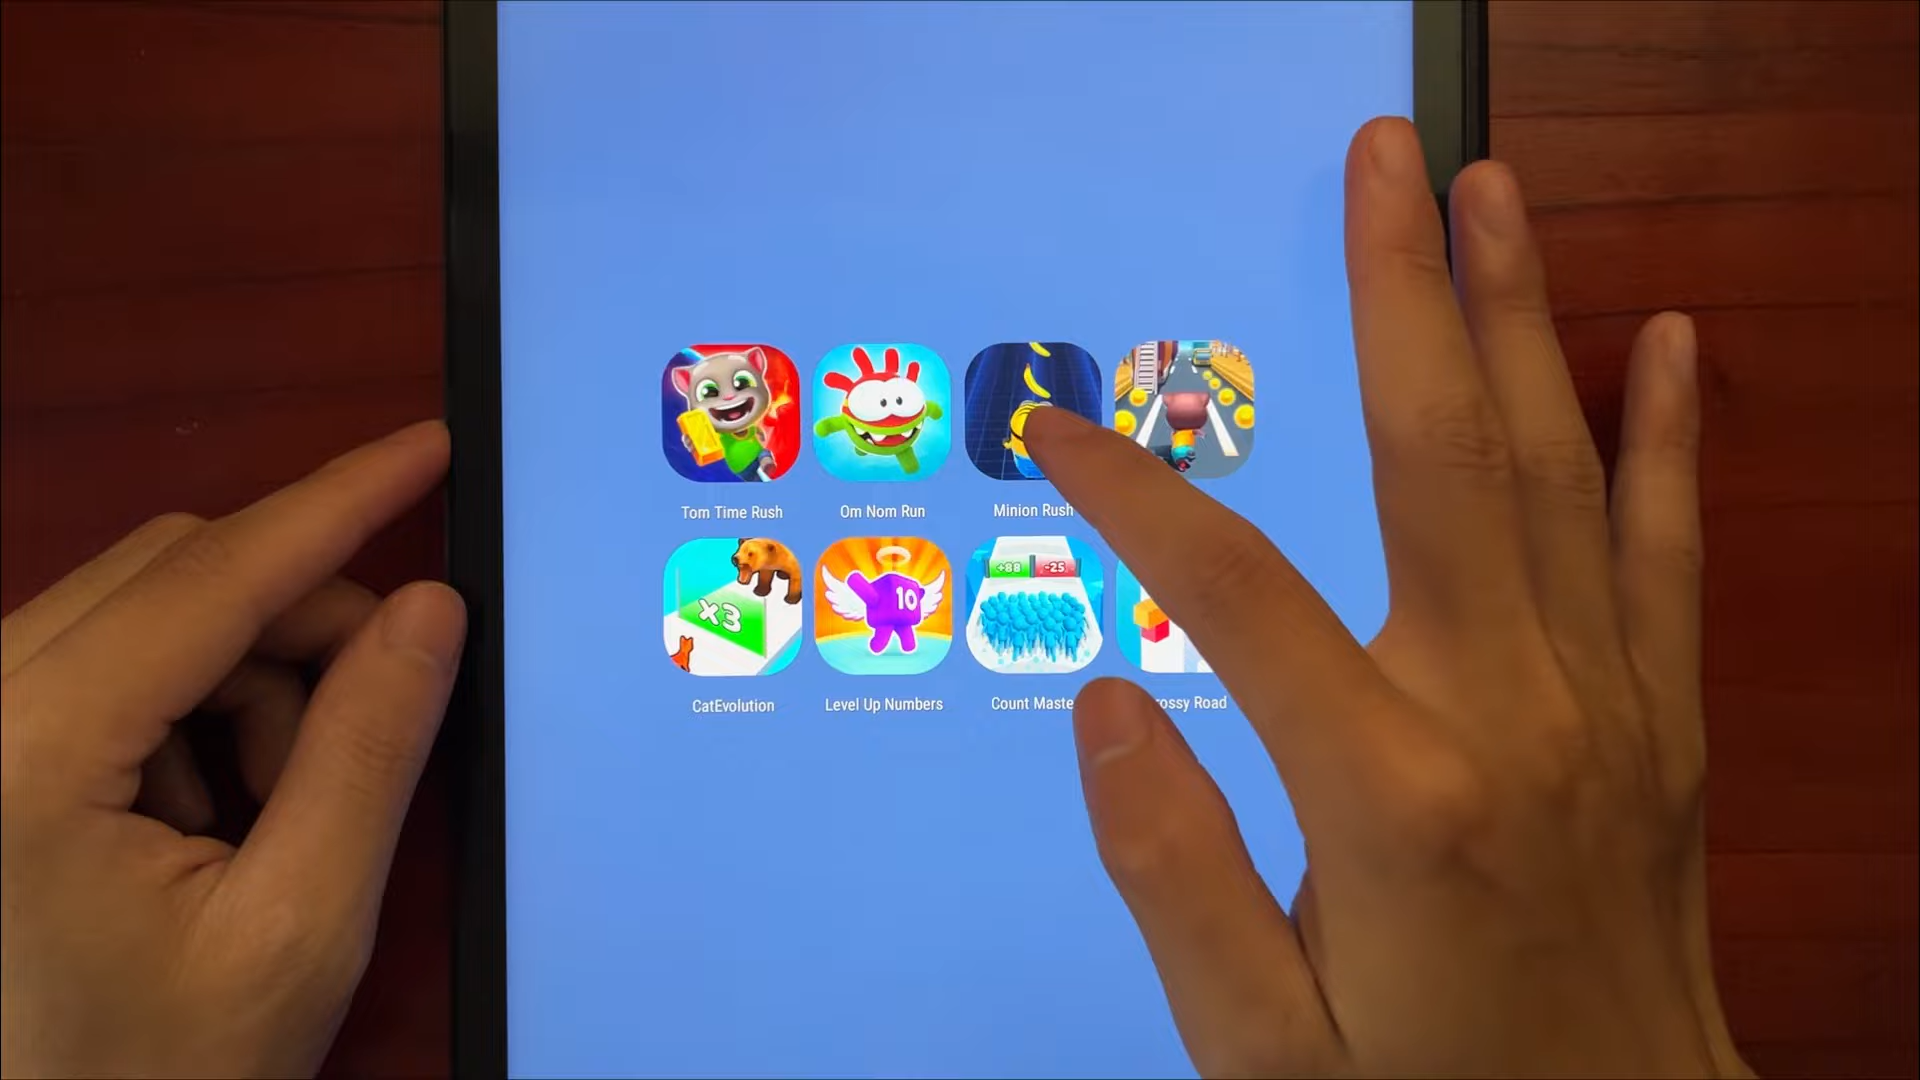 Tom Time Rush
Om Nom Run
Minion Rush
+88
-25
x3
10
CatEvolution
Level Up Numbers
Count Maste
rossy Road